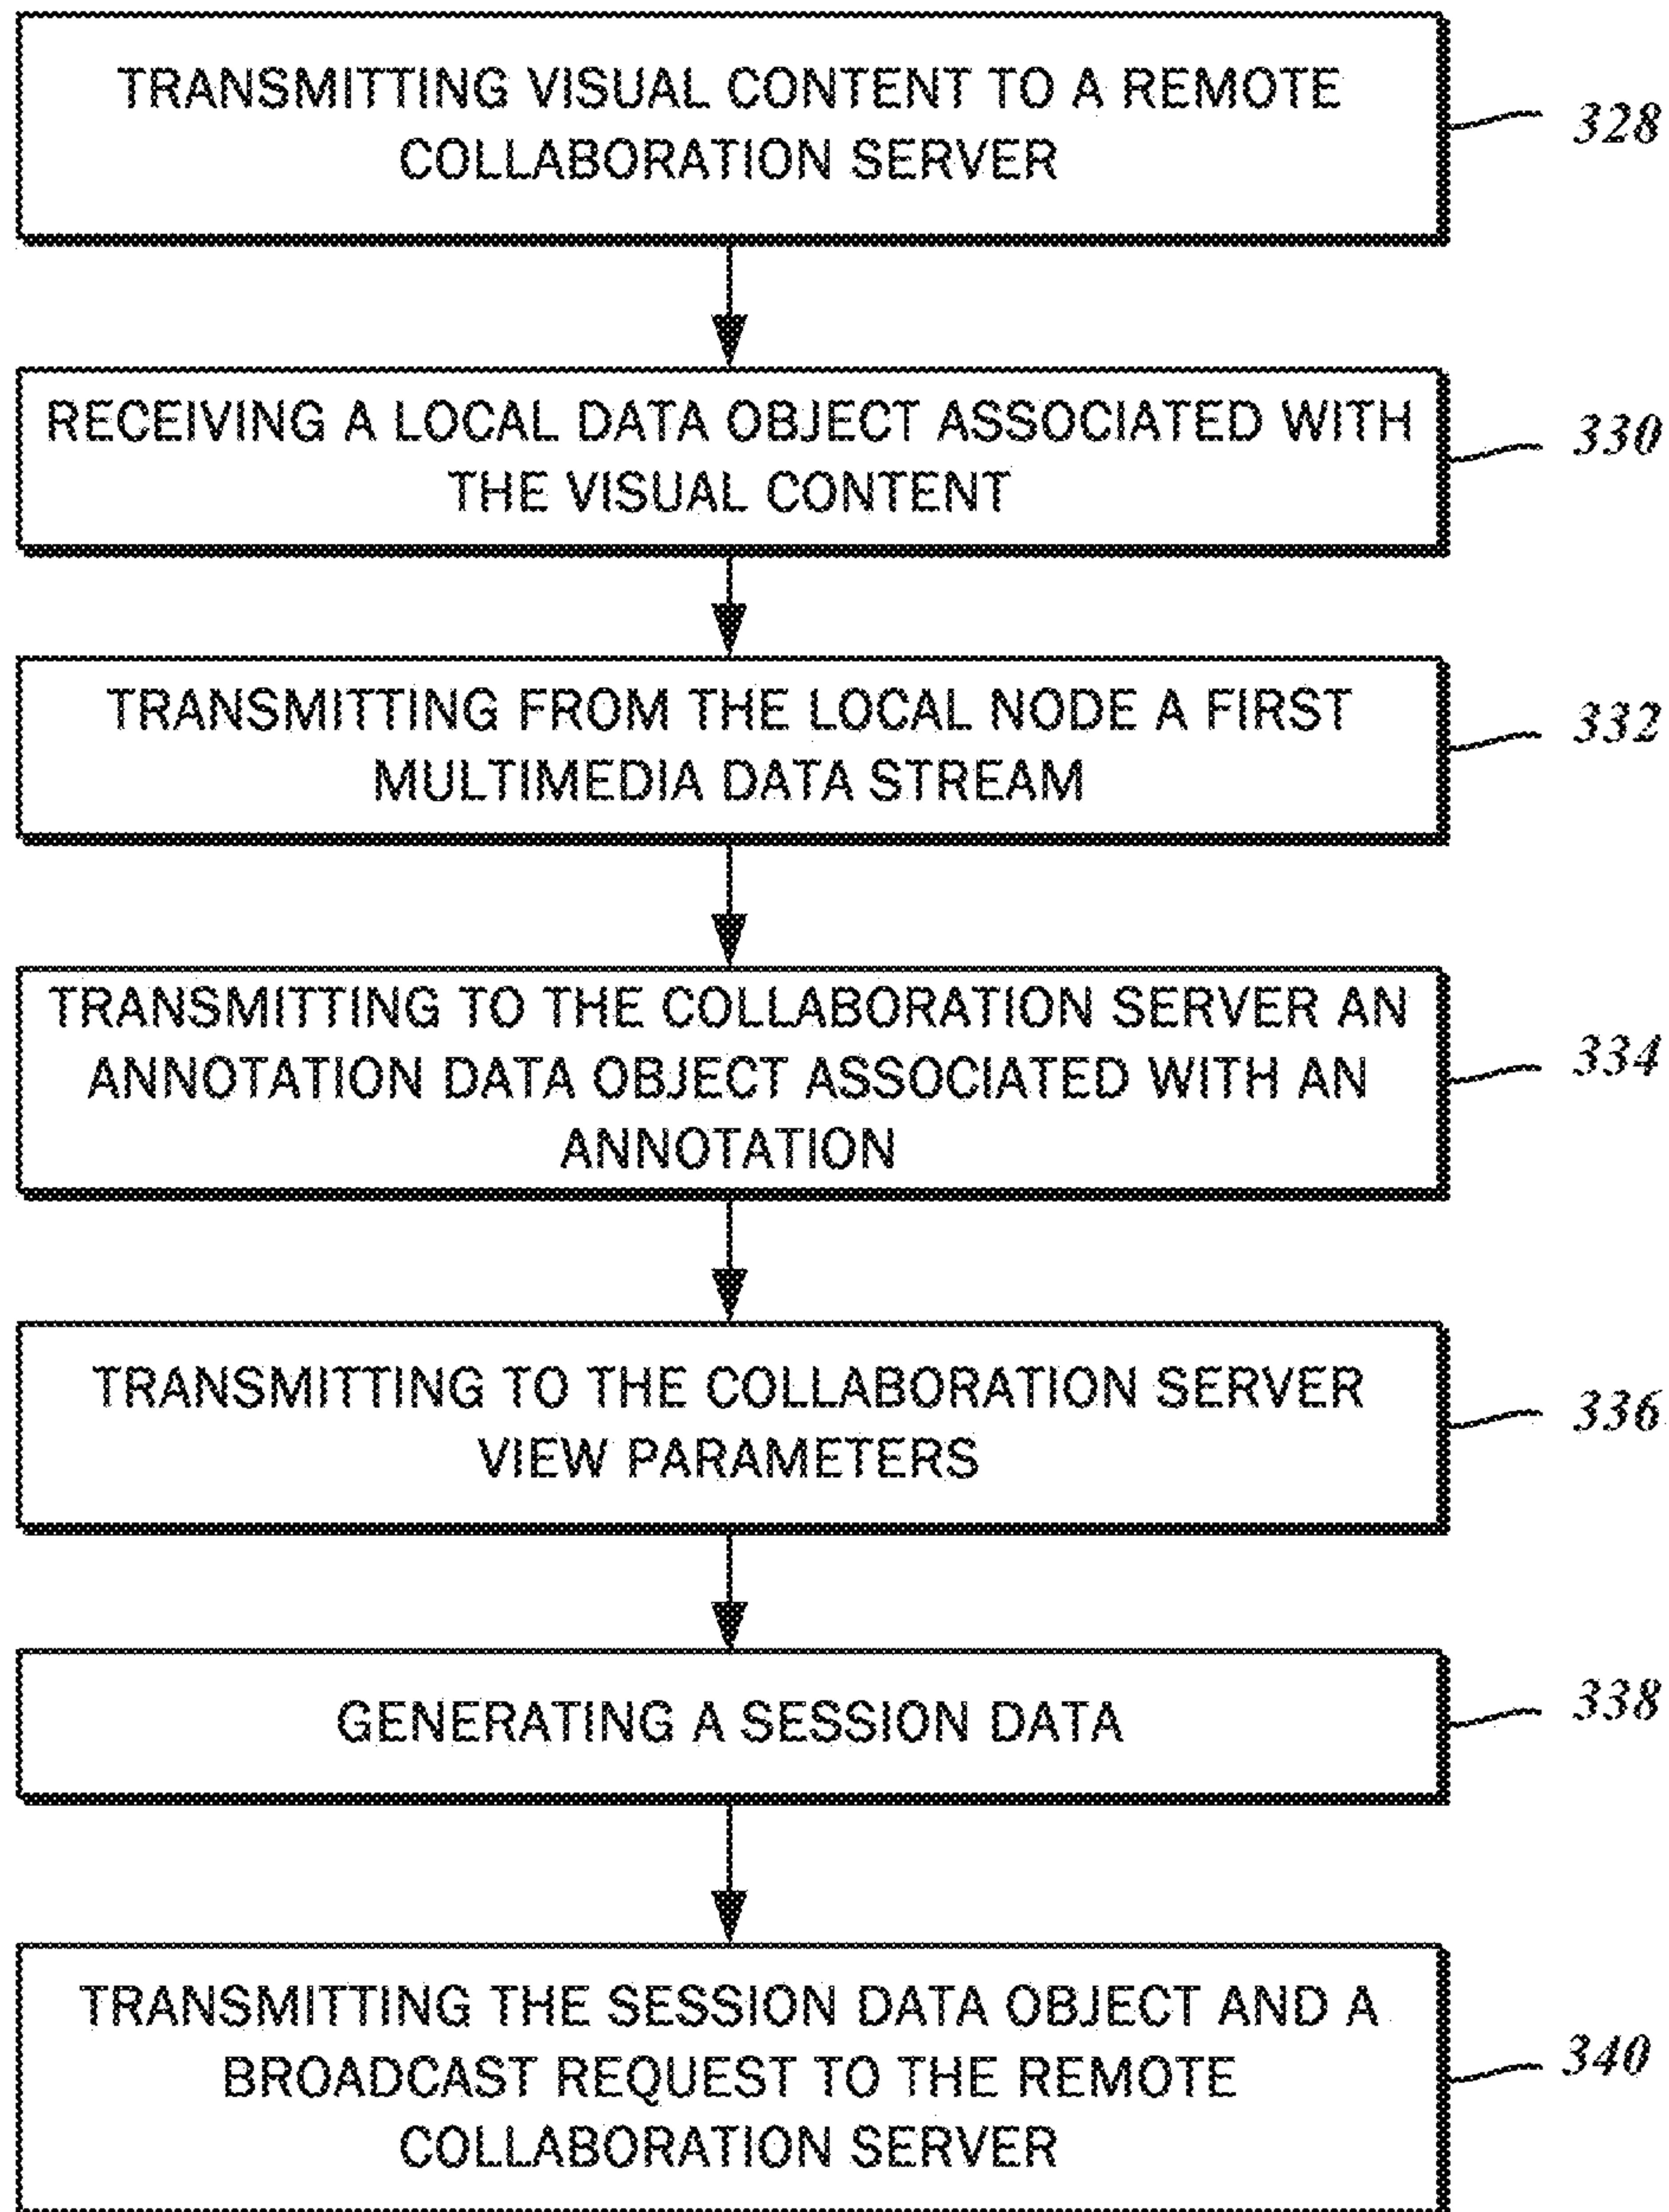 TRANSMITTING VISUAL CONTENT TO A REMOTE
COLLABORATION SERVER
328
RECEIVING A LOCAL DATA OBJECT ASSOCIATED WITH
THE VISUAL CONTENT
330
TRANSMITTING FROM THE LOCAL NODE A FIRST
MULTIMEDIA DATA STREAM
332
TRANSMITTING TO THE COLLABORATION SERVER AN
ANNOTATION DATA OBJECT ASSOCIATED WITH AN
ANNOTATION
334
TRANSMITTING TO THE COLLABORATION SERVER
VIEW PARAMETERS
336
GENERATING A SESSION DATA
338
TRANSMITTING THE SESSION DATA OBJECT AND A
BROADCAST REQUEST TO THE REMOTE
COLLABORATION SERVER
340